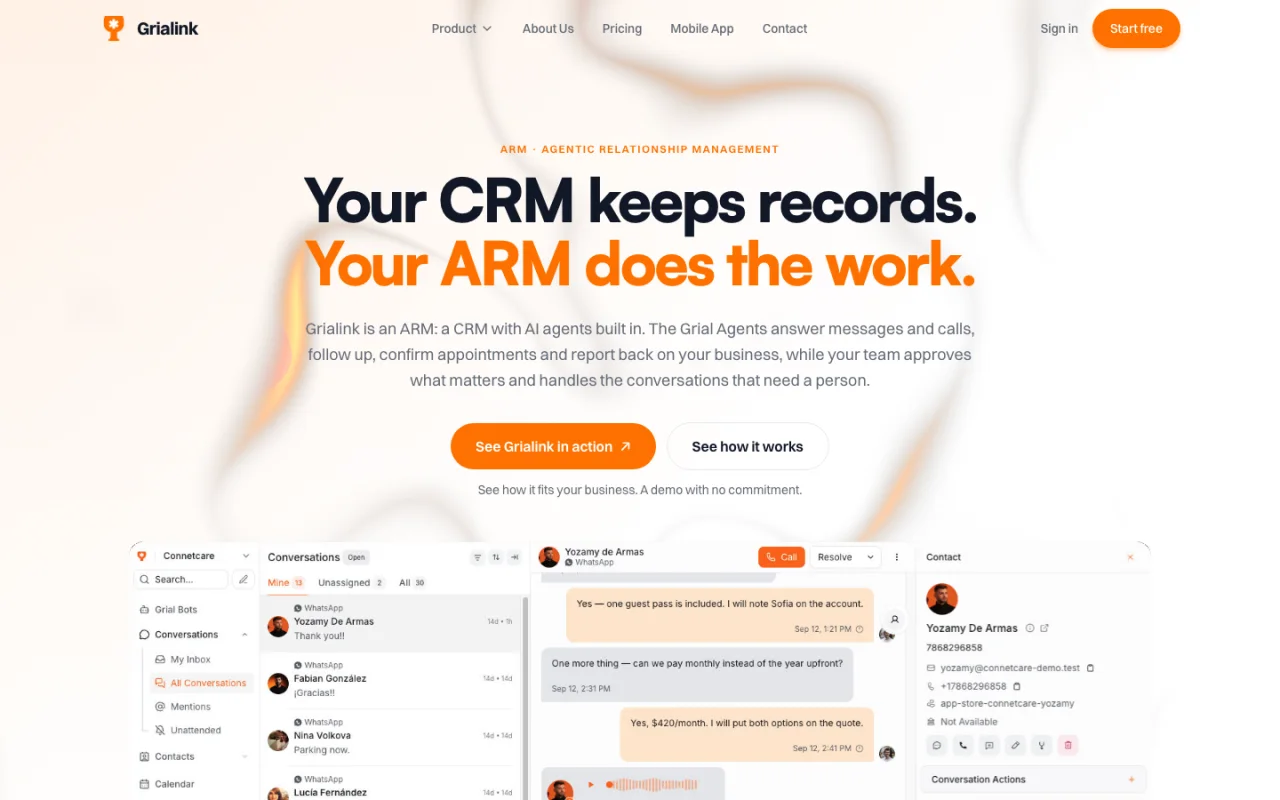 Grialink
Product
About Us
Pricing
Mobile App
Contact
Sign in
Start free
ARM · AGENTIC RELATIONSHIP MANAGEMENT
Your CRM keeps records.
Your ARM does the work.
Grialink is an ARM: a CRM with AI agents built in. The Grial Agents answer messages and calls,
follow up, confirm appointments and report back on your business, while your team approves
what matters and handles the conversations that need a person.
See Grialink in action
See how it works
See how it fits your business. A demo with no commitment.
Connetcare
Search...
Grial Bots
Conversations
My Inbox
All Conversations
Mentions
Unattended
Contacts
Calendar
Conversations Open
Mine 13 Unassigned 2 All 30
WhatsApp
Yozamy De Armas 14d • 1h
Thank you!!
WhatsApp
Fabian González 14d • 14d
¡Gracias!!
WhatsApp
Nina Volkova 14d • 14d
Parking now.
WhatsApp
Lucía Fernández 14d • 14d
Yozamy de Armas
WhatsApp
Call
Resolve
Yes — one guest pass is included. I will note Sofia on the account.
Sep 12, 1:21 PM
One more thing — can we pay monthly instead of the year upfront?
Sep 12, 2:31 PM
Yes, $420/month. I will put both options on the quote.
Sep 12, 2:41 PM
Contact
Yozamy De Armas
7868296858
yozamy@connetcare-demo.test
+17868296858
app-store-connetcare-yozamy
Not Available
Conversation Actions